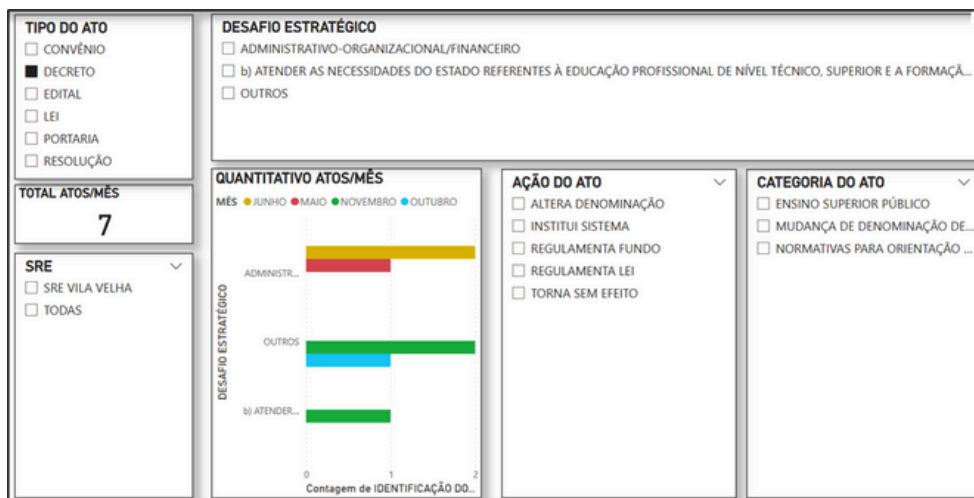 TIPO DO ATO
CONVÊNIO
DECRETO
EDITAL
LEI
PORTARIA
RESOLUÇÃO
DESAFIO ESTRATÉGICO
ADMINISTRATIVO-ORGANIZACIONAL/FINANCEIRO
b) ATENDER AS NECESSIDADES DO ESTADO REFERENTES À EDUCAÇÃO PROFISSIONAL DE NÍVEL TÉCNICO, SUPERIOR E A FORMAÇÃ...
OUTROS
TOTAL ATOS/MÊS
7
SRE
SRE VILA VELHA
TODAS
QUANTITATIVO ATOS/MÊS
MÊS JUNHO MAIO NOVEMBRO OUTUBRO
DESAFIO ESTRATÉGICO
ADMINISTR...
OUTROS
b) ATENDER...
0 1 2
Contagem de IDENTIFICAÇÃO DO...
AÇÃO DO ATO
ALTERA DENOMINAÇÃO
INSTITUI SISTEMA
REGULAMENTA FUNDO
REGULAMENTA LEI
TORNA SEM EFEITO
CATEGORIA DO ATO
ENSINO SUPERIOR PÚBLICO
MUDANÇA DE DENOMINAÇÃO DE...
NORMATIVAS PARA ORIENTAÇÃO ...